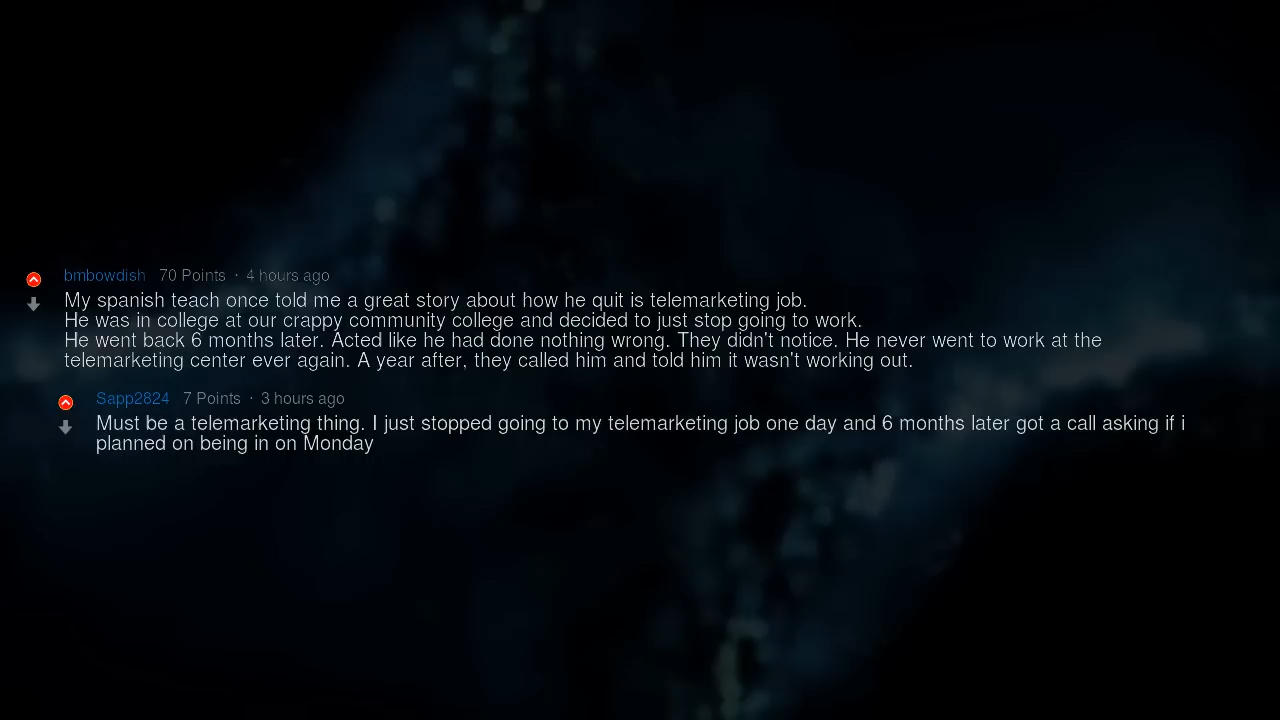 bmbowdish 70 Points · 4 hours ago
My spanish teach once told me a great story about how he quit is telemarketing job.
He was in college at our crappy community college and decided to just stop going to work.
He went back 6 months later. Acted like he had done nothing wrong. They didn't notice. He never went to work at the
telemarketing center ever again. A year after, they called him and told him it wasn't working out.
Sapp2824 7 Points · 3 hours ago
Must be a telemarketing thing. I just stopped going to my telemarketing job one day and 6 months later got a call asking if i
planned on being in on Monday